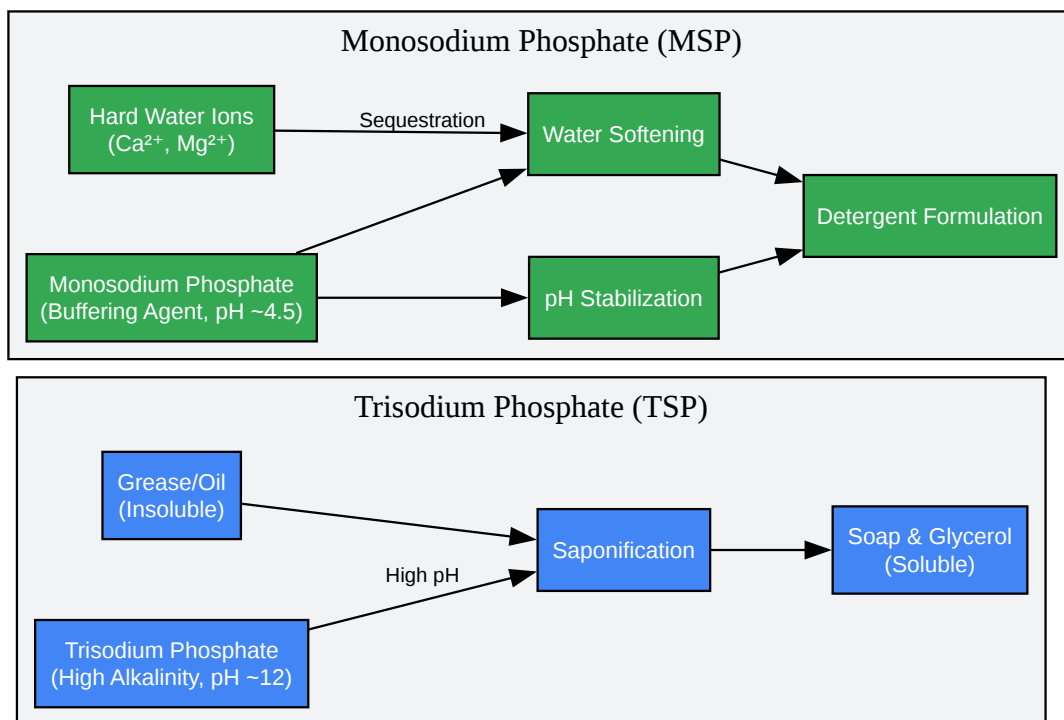 Monosodium Phosphate (MSP)
Hard Water Ions
(Ca²⁺, Mg²⁺)
Sequestration
Water Softening
Detergent Formulation
Monosodium Phosphate
(Buffering Agent, pH ~4.5)
pH Stabilization
Trisodium Phosphate (TSP)
Grease/Oil
(Insoluble)
Saponification
Soap & Glycerol
(Soluble)
High pH
Trisodium Phosphate
(High Alkalinity, pH ~12)